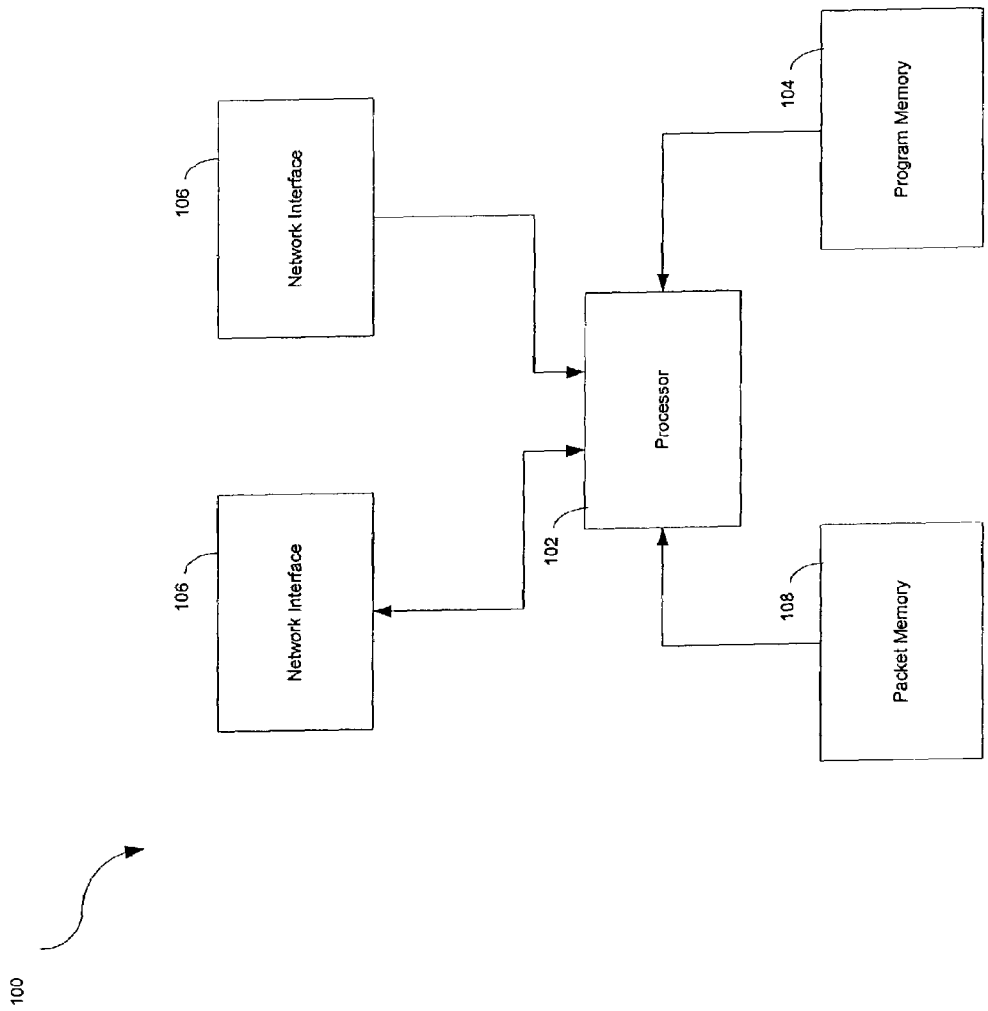 100
106
Network Interface
102
Processor
108
Packet Memory
106
Network Interface
104
Program Memory